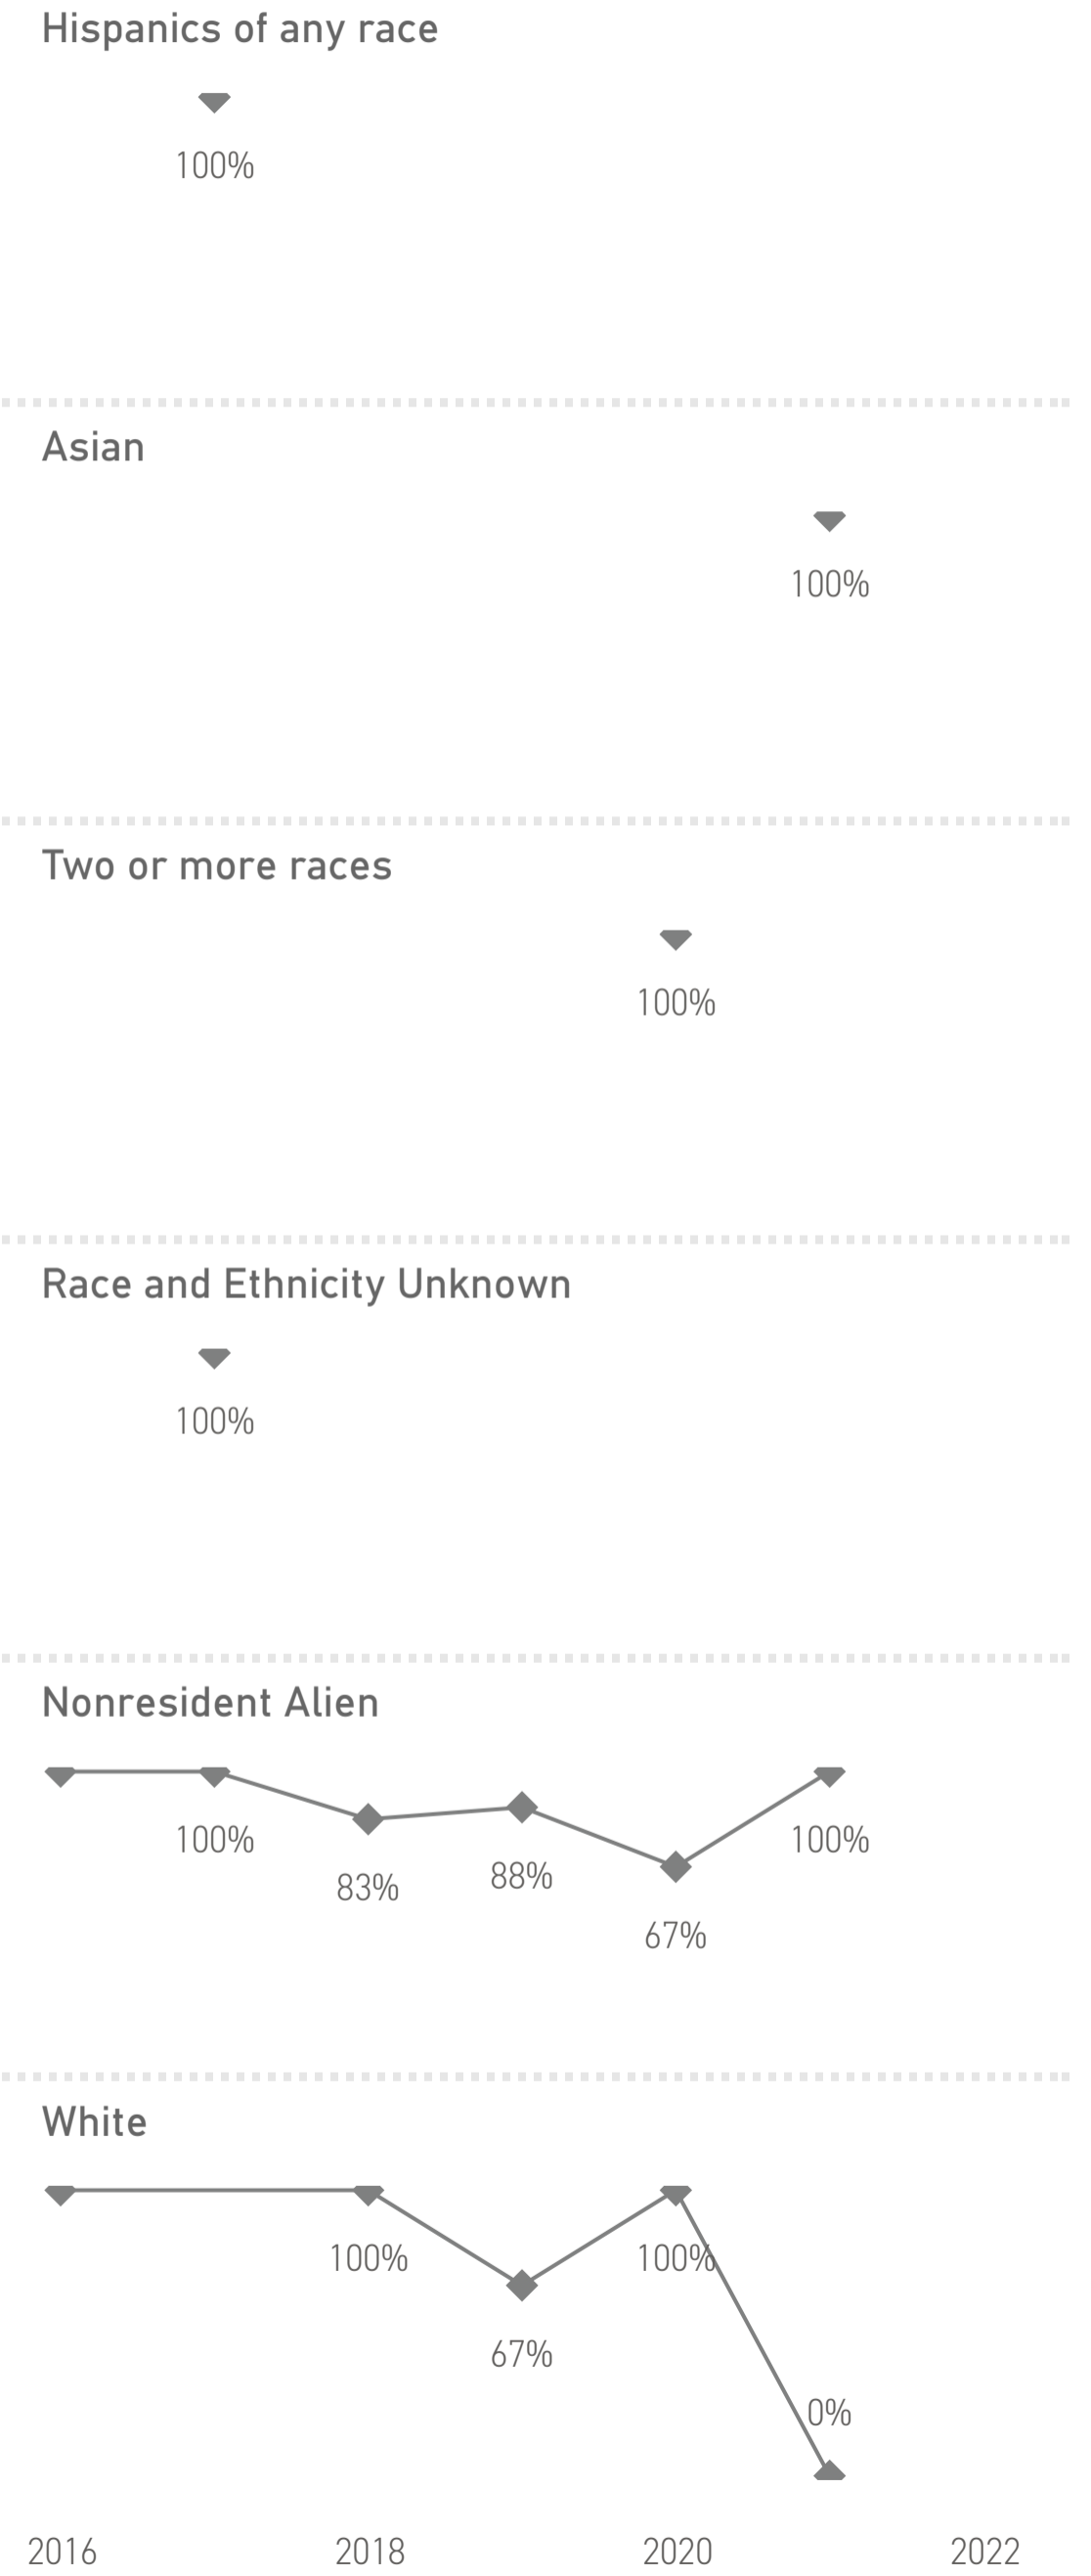 Hispanics of any race
100%
Asian
100%
Two or more races
100%
Race and Ethnicity Unknown
100%
Nonresident Alien
100%
100%
83%
88%
67%
White
100%
100%
67%
0%
2016
2018
2020
2022